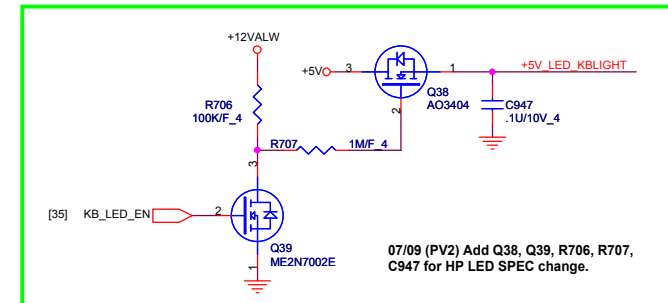 +12VALW
+5V 3 1 +5V_LED_KBLIGHT
Q38
AO3404
R706
100K/F_4
C947
.1U/10V_4
2
R707 1M/F_4
3
[35] KB_LED_EN 2
Q39
ME2N7002E
1
07/09 (PV2) Add Q38, Q39, R706, R707,
C947 for HP LED SPEC change.